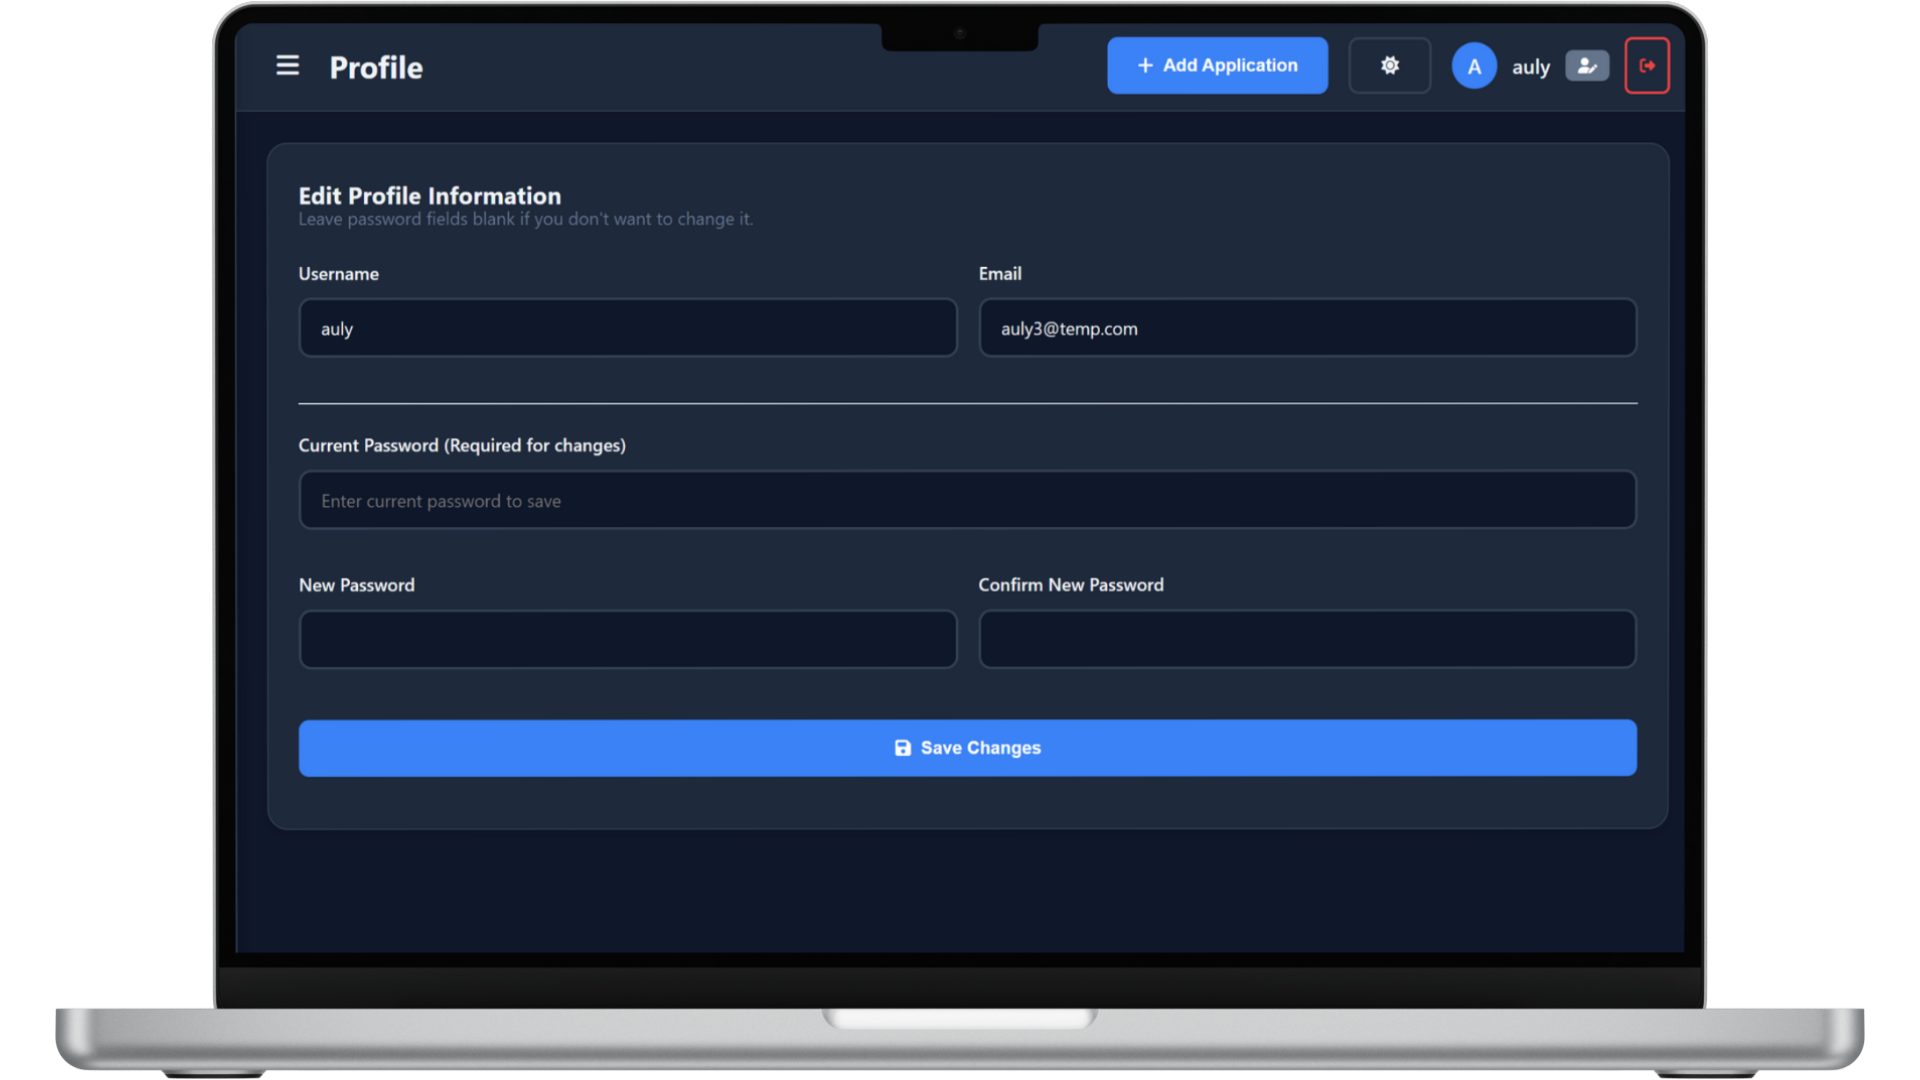 Profile
+ Add Application
A
auly
Edit Profile Information
Leave password fields blank if you don't want to change it.
Username
Email
auly
auly3@temp.com
Current Password (Required for changes)
Enter current password to save
New Password
Confirm New Password
Save Changes